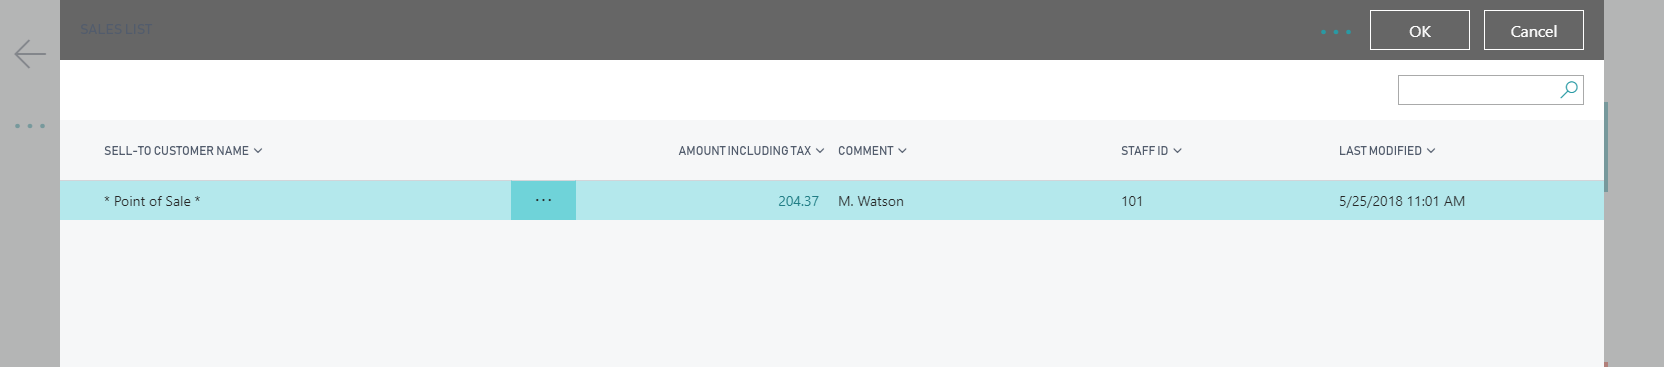 SALES LIST
OK Cancel
SELL-TO CUSTOMER NAME AMOUNT INCLUDING TAX COMMENT STAFF ID LAST MODIFIED
* Point of Sale * ... 204.37 M. Watson 101 5/25/2018 11:01 AM